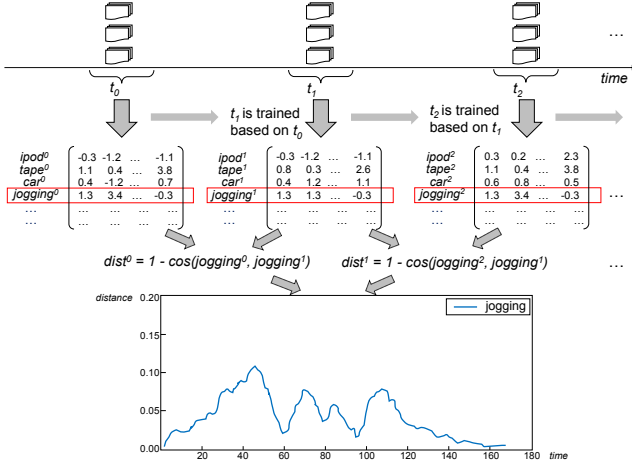 ...
time
t0 t1 t2
t1 is trained based on t0
t2 is trained based on t1
ipod0 -0.3 -1.2 ... -1.1
tape0 1.1 0.4 ... 3.8
car0 0.4 -1.2 ... 0.7
jogging0 1.3 3.4 ... -0.3
... ... ... ... ...
... ... ... ... ...
ipod1 -0.3 -1.2 ... -1.1
tape1 0.8 0.3 ... 2.6
car1 0.4 1.2 ... 1.1
jogging1 1.3 1.3 ... -0.3
... ... ... ... ...
... ... ... ... ...
ipod2 0.3 0.2 ... 2.3
tape2 1.1 0.4 ... 3.8
car2 0.6 0.8 ... 0.5
jogging2 1.3 3.4 ... -0.3
... ... ... ... ...
... ... ... ... ...
...
dist0 = 1 - cos(jogging0, jogging1)
dist1 = 1 - cos(jogging2, jogging1)
...
distance
0.20
0.15
0.10
0.05
0.00
jogging
20 40 60 80 100 120 140 160 180
time